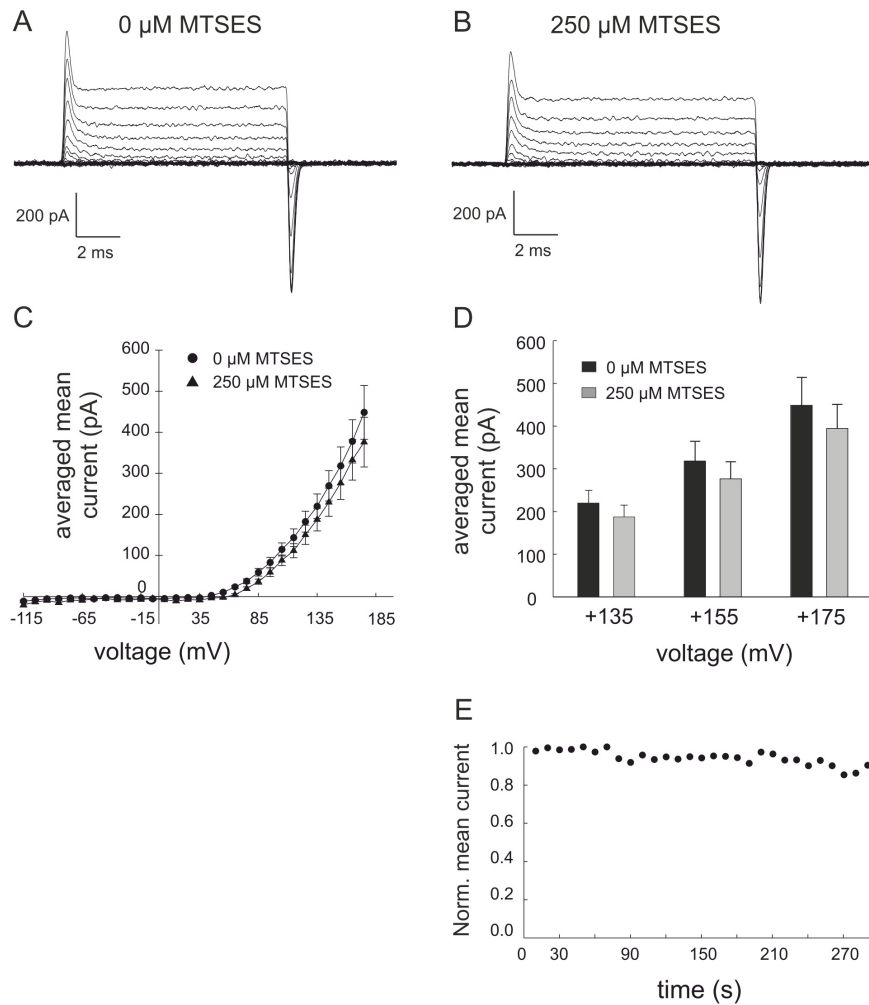 A
0 µM MTSES
200 pA
2 ms
B
250 µM MTSES
200 pA
2 ms
C
averaged mean
current (pA)
600
500
400
300
200
100
0
0 µM MTSES
250 µM MTSES
-115
-65
-15
35
85
135
185
voltage (mV)
D
averaged mean
current (pA)
600
500
400
300
200
100
0
0 µM MTSES
250 µM MTSES
+135
+155
+175
voltage (mV)
E
Norm. mean current
1.0
0.8
0.6
0.4
0.2
0.0
0
30
90
150
210
270
time (s)